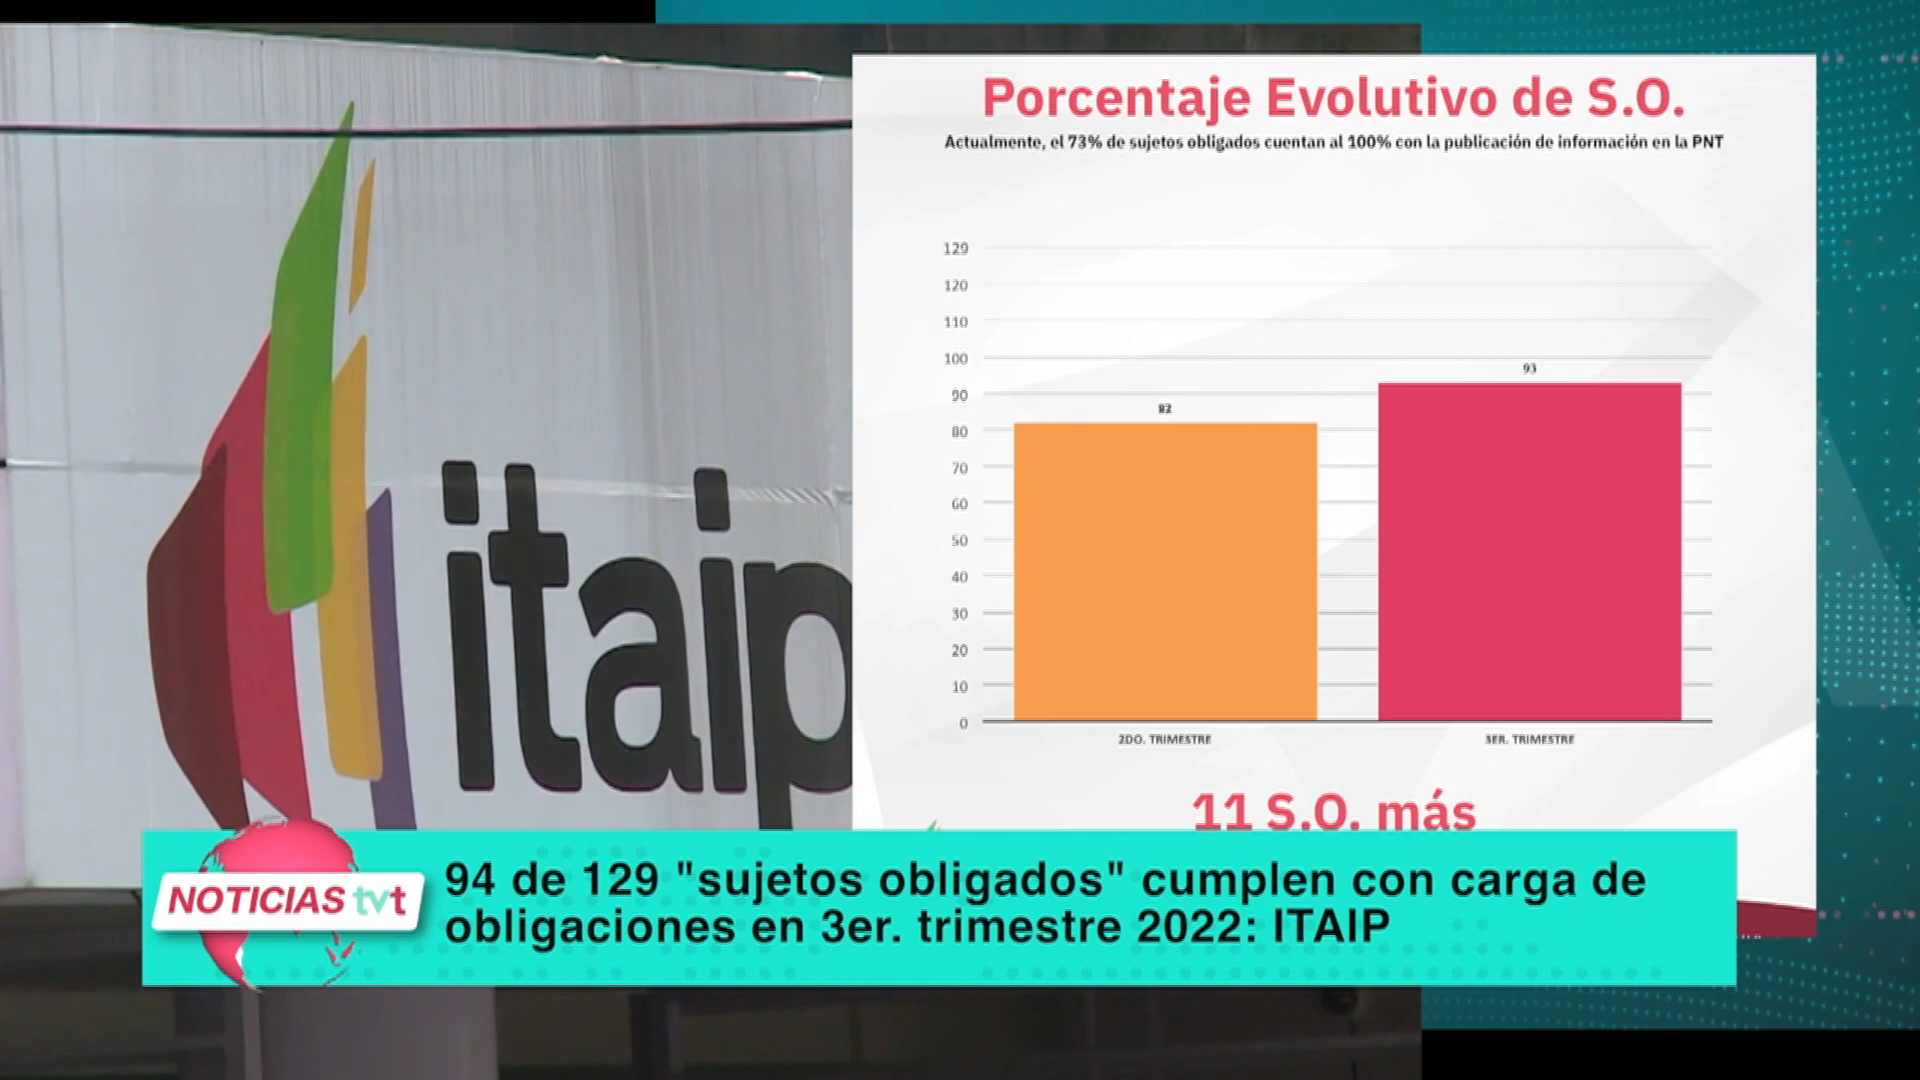 itaip
Porcentaje Evolutivo de S.O.
Actualmente, el 73% de sujetos obligados cuentan al 100% con la publicación de información en la PNT
129
120
110
100
90
80
70
60
50
40
30
20
10
0
82
93
2DO. TRIMESTRE
3ER. TRIMESTRE
11 S.O. más
NOTICIAS tvt
94 de 129 "sujetos obligados" cumplen con carga de
obligaciones en 3er. trimestre 2022: ITAIP